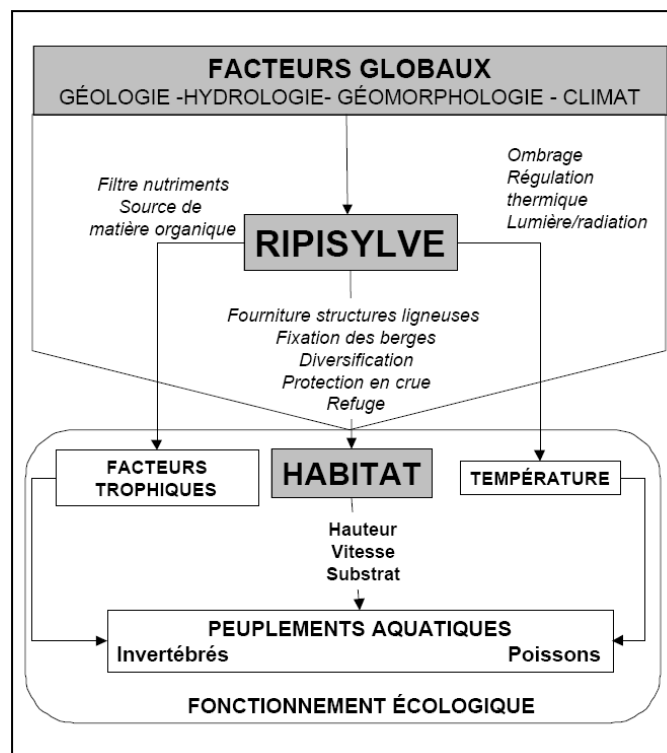 FACTEURS GLOBAUX
GÉOLOGIE -HYDROLOGIE- GÉOMORPHOLOGIE - CLIMAT
Filtre nutriments
Source de
matière organique
Ombrage
Régulation
thermique
Lumière/radiation
RIPISYLVE
Fourniture structures ligneuses
Fixation des berges
Diversification
Protection en crue
Refuge
FACTEURS
TROPHIQUES
HABITAT
TEMPÉRATURE
Hauteur
Vitesse
Substrat
PEUPLEMENTS AQUATIQUES
Invertébrés Poissons
FONCTIONNEMENT ÉCOLOGIQUE